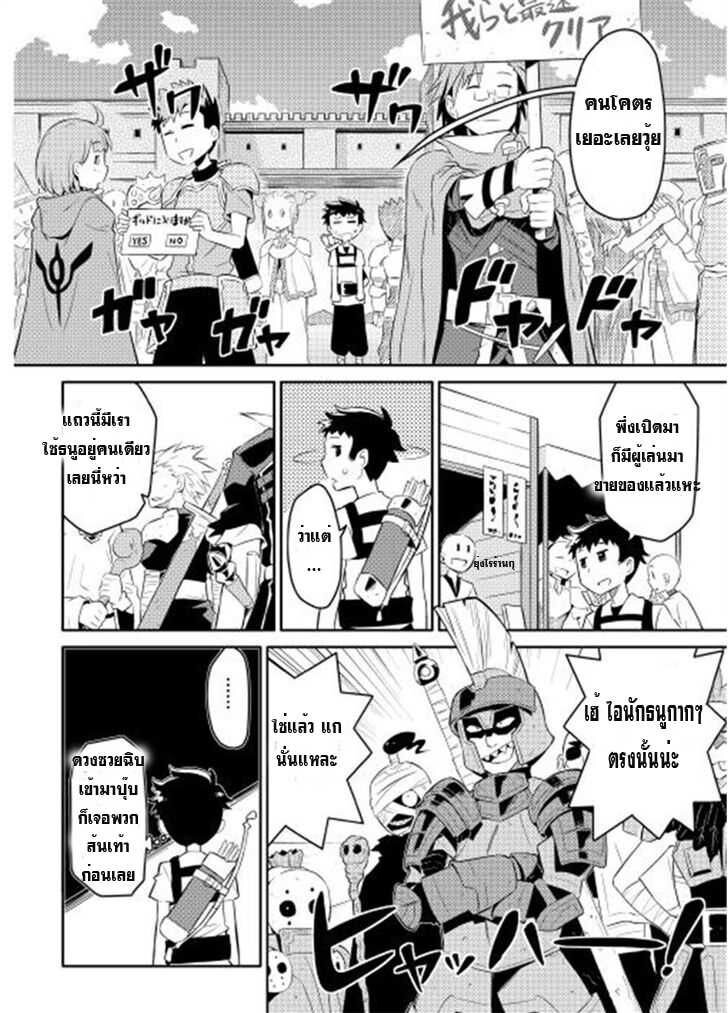 我らと最速
クリア
คนโคตร
เยอะเลยวุ้ย
ザワ
ザワ
YES
NO
ガヤ
ガヤ
ドヤ
ドヤ
พึ่งเปิดมา
ก็มีผู้เล่นมา
ขายของแล้วแหะ
ยุ่งไรร้านกุ
ว่าแต่
...
แถวนี้มีเรา
ใช้ธนูอยู่คนเดียว
เลยนี่หว่า
เฮ้ ไอนักธนูกากๆ
ตรงนั้นน่ะ
ใช่แล้ว แก
นั่นแหละ
ヒャッハー!
......
ดวงซวยฉิบ
เข้ามาปุ๊บ
ก็เจอพวก
ส้นเท้า
ก่อนเลย